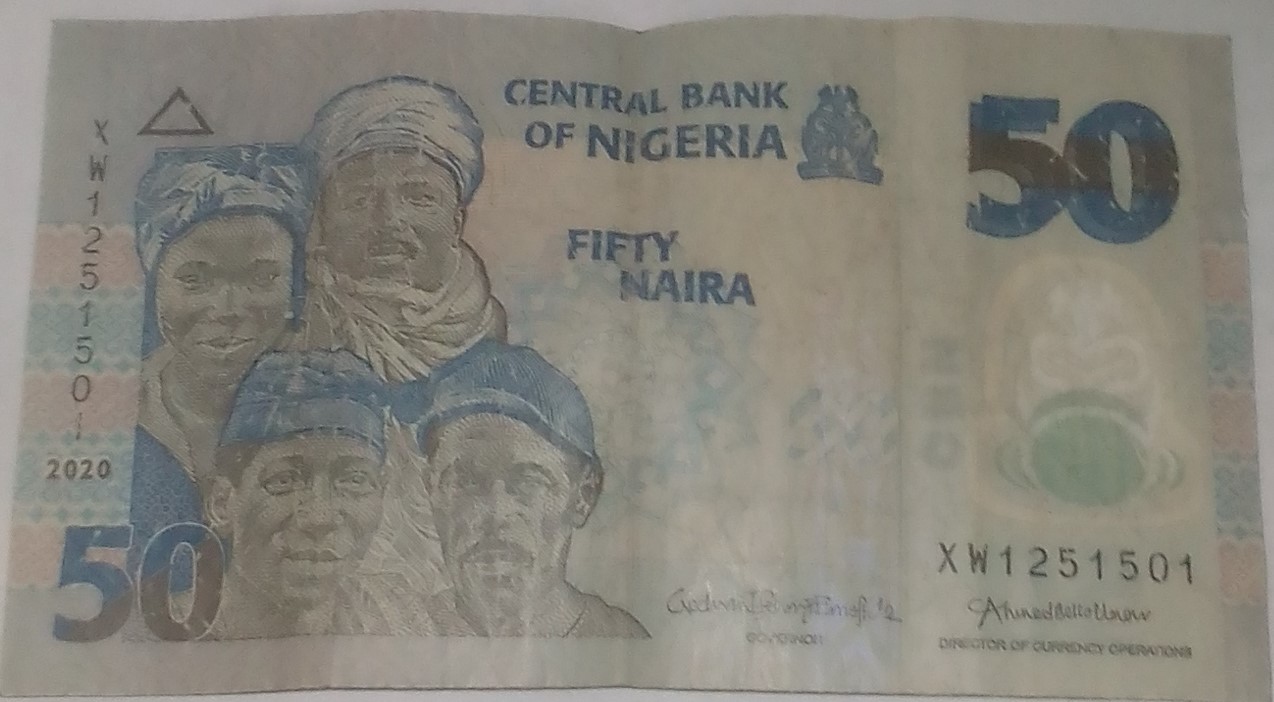 CENTRAL BANK
OF NIGERIA
50
FIFTY
NAIRA
XW1251501
2020
50
XW1251501
GOVERNOR
DIRECTOR OF CURRENCY OPERATIONS